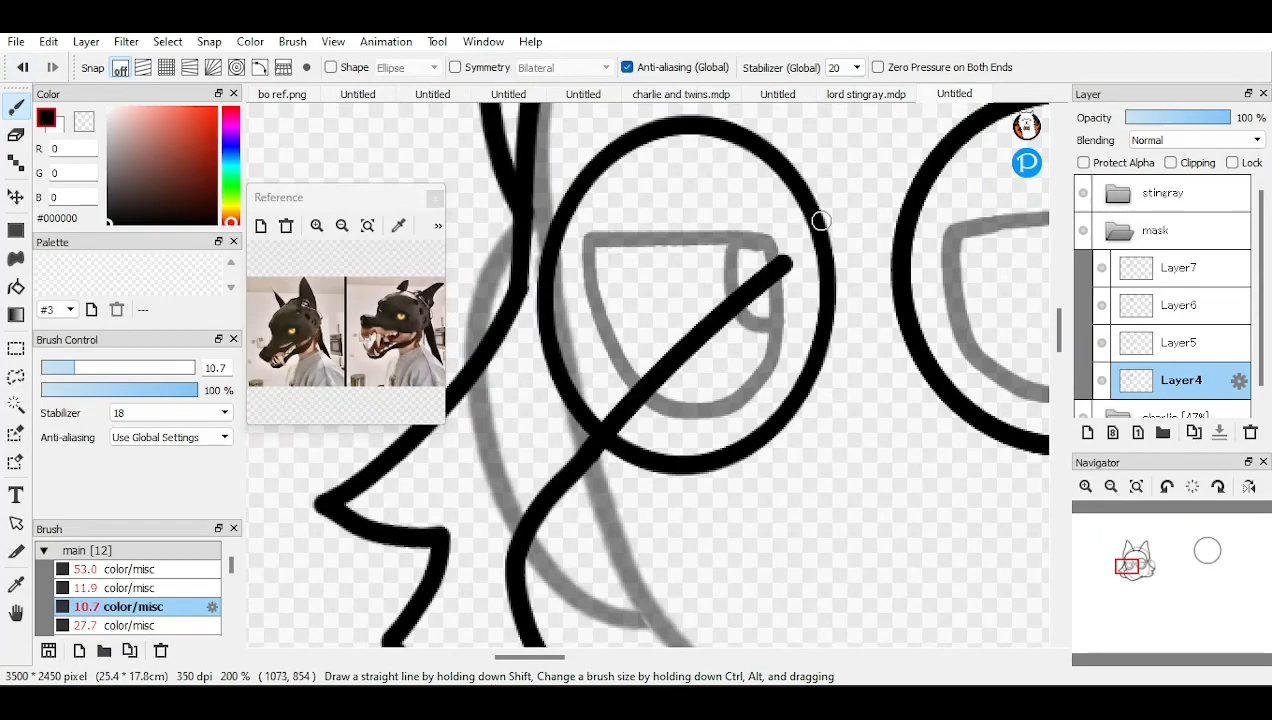 File Edit Layer Filter Select Snap Color Brush View Animation Tool Window Help
Snap off Shape Ellipse Symmetry Bilateral Anti-aliasing (Global) Stabilizer (Global) 20 Zero Pressure on Both Ends
Color
bo ref.png Untitled Untitled Untitled Untitled charlie and twins.mdp Untitled lord stingray.mdp Untitled
Layer
R 0
G 0
B 0
#000000
Opacity 100 %
Blending Normal
Protect Alpha Clipping Lock
Reference
»
Palette
#3 ---
stingray
mask
Layer7
Layer6
Layer5
Layer4
charlie [47%]
Brush Control
10.7
100 %
Stabilizer 18
Anti-aliasing Use Global Settings
Navigator
T
Brush
main [12]
53.0 color/misc
11.9 color/misc
10.7 color/misc
27.7 color/misc
3500 * 2450 pixel (25.4 * 17.8cm) 350 dpi 200 % ( 1073, 854 ) Draw a straight line by holding down Shift, Change a brush size by holding down Ctrl, Alt, and dragging